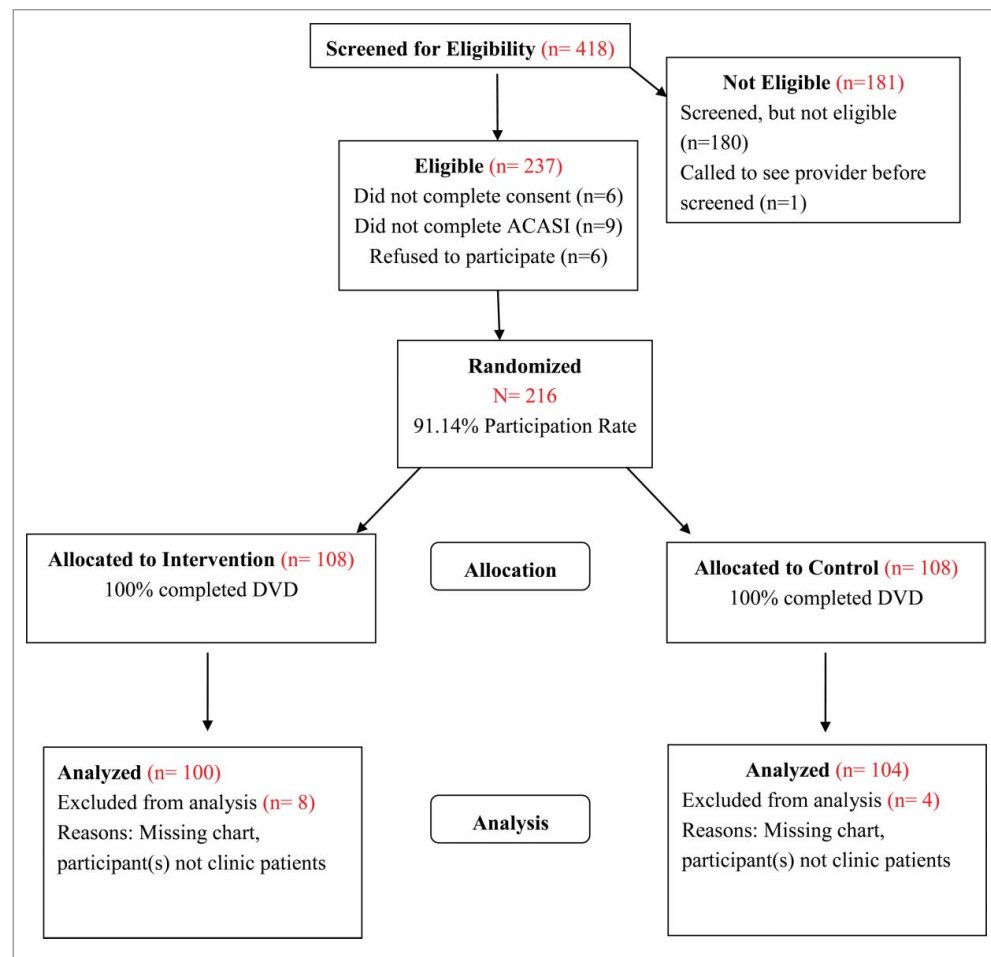 Screened for Eligibility (n= 418)
Not Eligible (n=181)
Screened, but not eligible
(n=180)
Called to see provider before
screened (n=1)
Eligible (n= 237)
Did not complete consent (n=6)
Did not complete ACASI (n=9)
Refused to participate (n=6)
Randomized
N= 216
91.14% Participation Rate
Allocated to Intervention (n= 108)
100% completed DVD
Allocation
Allocated to Control (n= 108)
100% completed DVD
Analyzed (n= 100)
Excluded from analysis (n= 8)
Reasons: Missing chart,
participant(s) not clinic patients
Analysis
Analyzed (n= 104)
Excluded from analysis (n= 4)
Reasons: Missing chart,
participant(s) not clinic patients